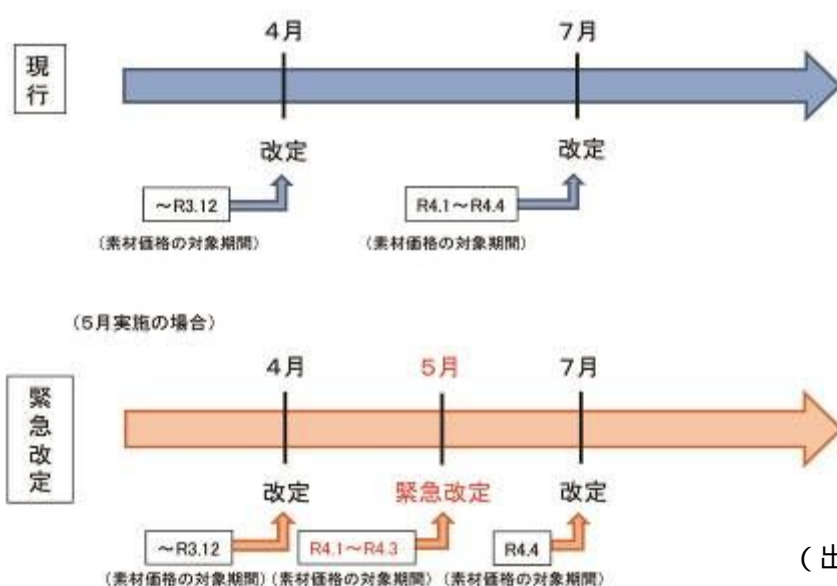 ４月 ７月
現行
改定 改定
～R3.12 R4.1～R4.4
(素材価格の対象期間) (素材価格の対象期間)
(５月実施の場合)
４月 ５月 ７月
緊急改定
改定 緊急改定 改定
～R3.12 R4.1～R4.3 R4.4
(素材価格の対象期間) (素材価格の対象期間) (素材価格の対象期間)
（出